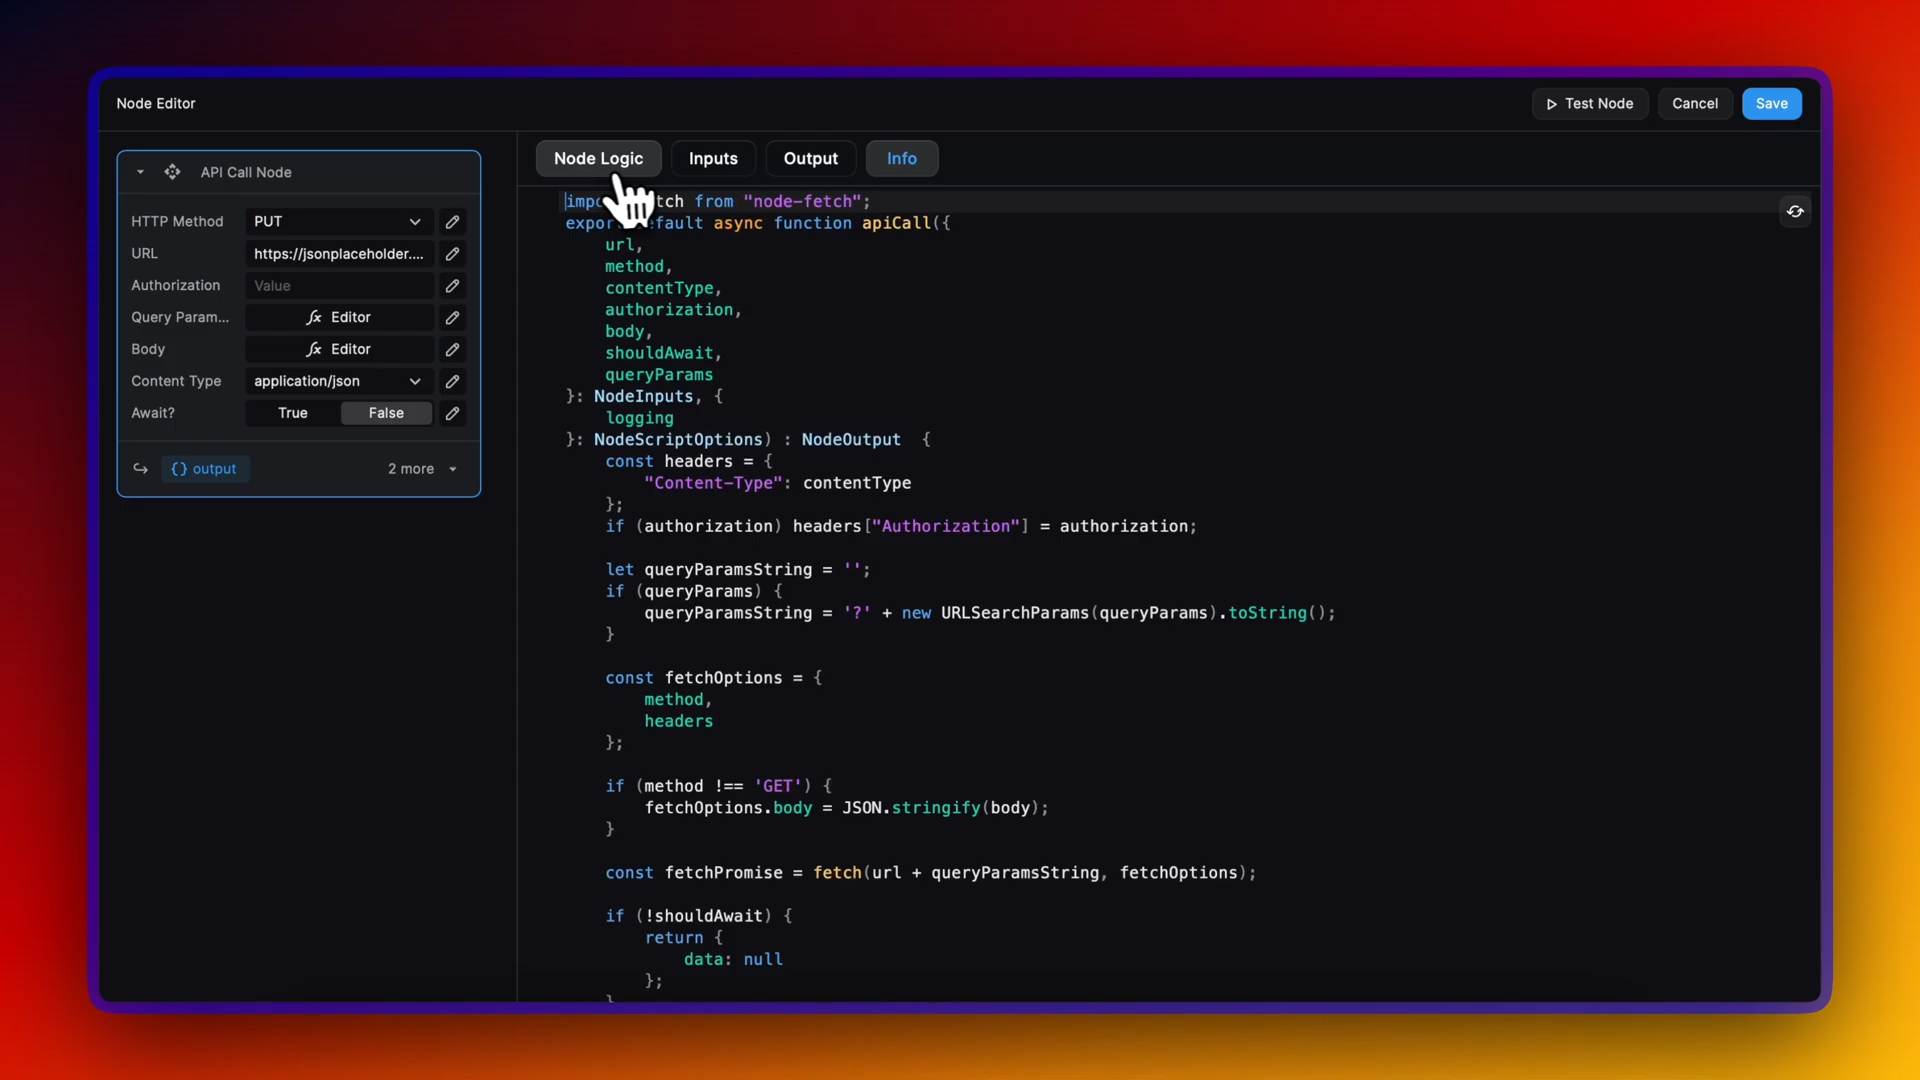 Node Editor
Test Node
Cancel
Save
API Call Node
HTTP Method
PUT
URL
https://jsonplaceholder....
Authorization
Value
Query Param...
Editor
Body
Editor
Content Type
application/json
Await?
True
False
{} output
2 more
Node Logic
Inputs
Output
Info
impo tch from "node-fetch";
expor efault async function apiCall({
url,
method,
contentType,
authorization,
body,
shouldAwait,
queryParams
}: NodeInputs, {
logging
}: NodeScriptOptions) : NodeOutput {
const headers = {
"Content-Type": contentType
};
if (authorization) headers["Authorization"] = authorization;
let queryParamsString = '';
if (queryParams) {
queryParamsString = '?' + new URLSearchParams(queryParams).toString();
}
const fetchOptions = {
method,
headers
};
if (method !== 'GET') {
fetchOptions.body = JSON.stringify(body);
}
const fetchPromise = fetch(url + queryParamsString, fetchOptions);
if (!shouldAwait) {
return {
data: null
};
}